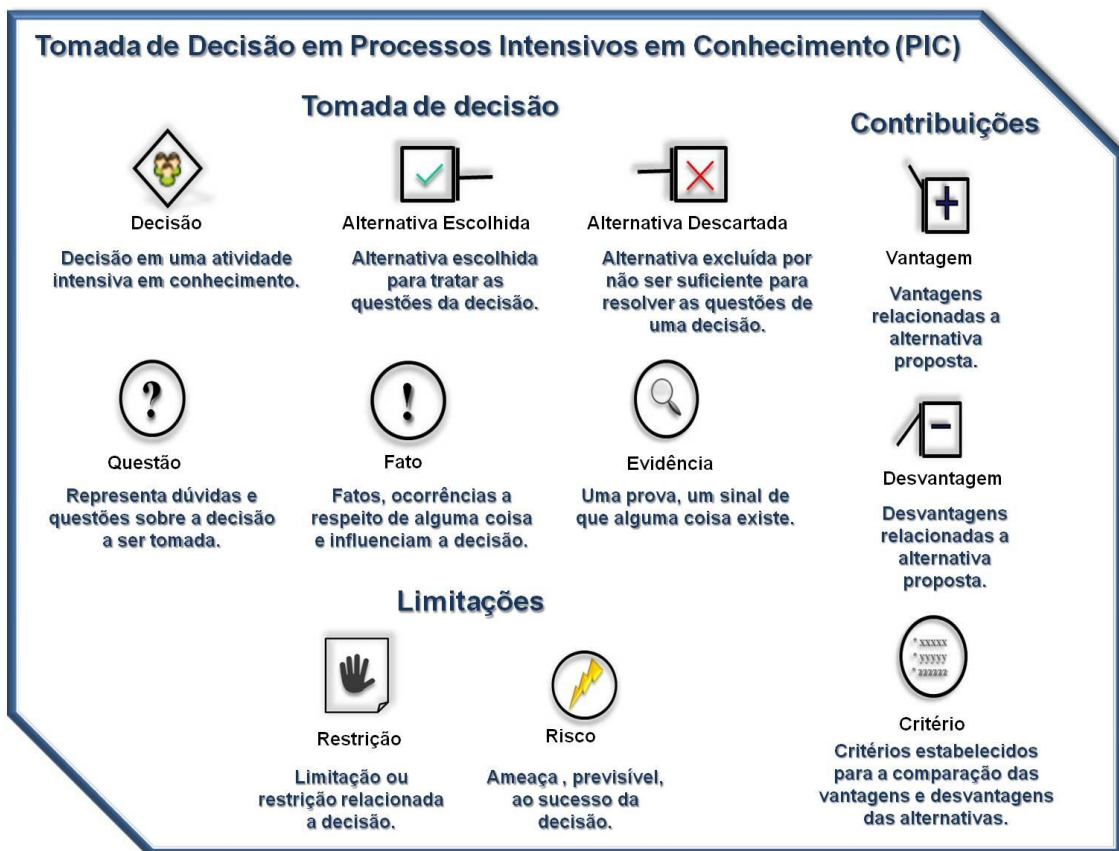 Tomada de Decisão em Processos Intensivos em Conhecimento (PIC)
Tomada de decisão
Decisão
Decisão em uma atividade
intensiva em conhecimento.
Alternativa Escolhida
Alternativa escolhida
para tratar as
questões da decisão.
Alternativa Descartada
Alternativa excluída por
não ser suficiente para
resolver as questões de
uma decisão.
?
Questão
Representa dúvidas e
questões sobre a decisão
a ser tomada.
!
Fato
Fatos, ocorrências a
respeito de alguma coisa
e influenciam a decisão.
Evidência
Uma prova, um sinal de
que alguma coisa existe.
Contribuições
+
Vantagem
Vantagens
relacionadas a
alternativa
proposta.
-
Desvantagem
Desvantagens
relacionadas a
alternativa
proposta.
* xxxxx
* yyyyy
* zzzzzz
Critério
Critérios estabelecidos
para a comparação das
vantagens e desvantagens
das alternativas.
Limitações
Restrição
Limitação ou
restrição relacionada
a decisão.
Risco
Ameaça , previsível,
ao sucesso da
decisão.